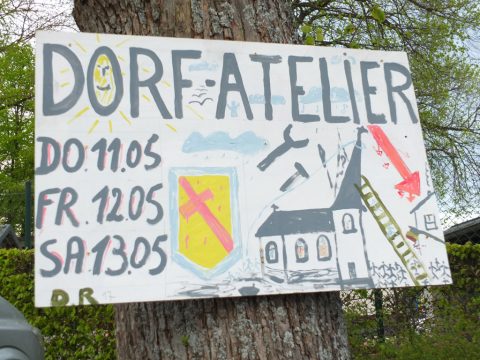 DORF-ATELIER
DO. 11.05
FR. 12.05
SA. 13.05
D.R